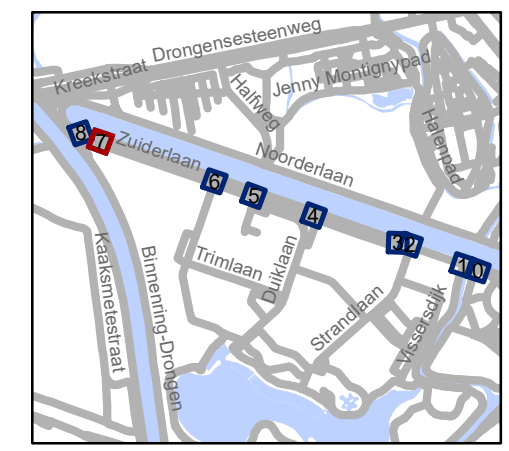 Drongensesteenweg
Kreekstraat
Jenny Montignypad
Halfweg
Halenpad
8
7
Zuiderlaan
Noorderlaan
6
5
4
3
2
1
0
Trimlaan
Duiklaan
Kaaksmetestraat
Binnenring-Drongen
Strandlaan
Vissersdijk